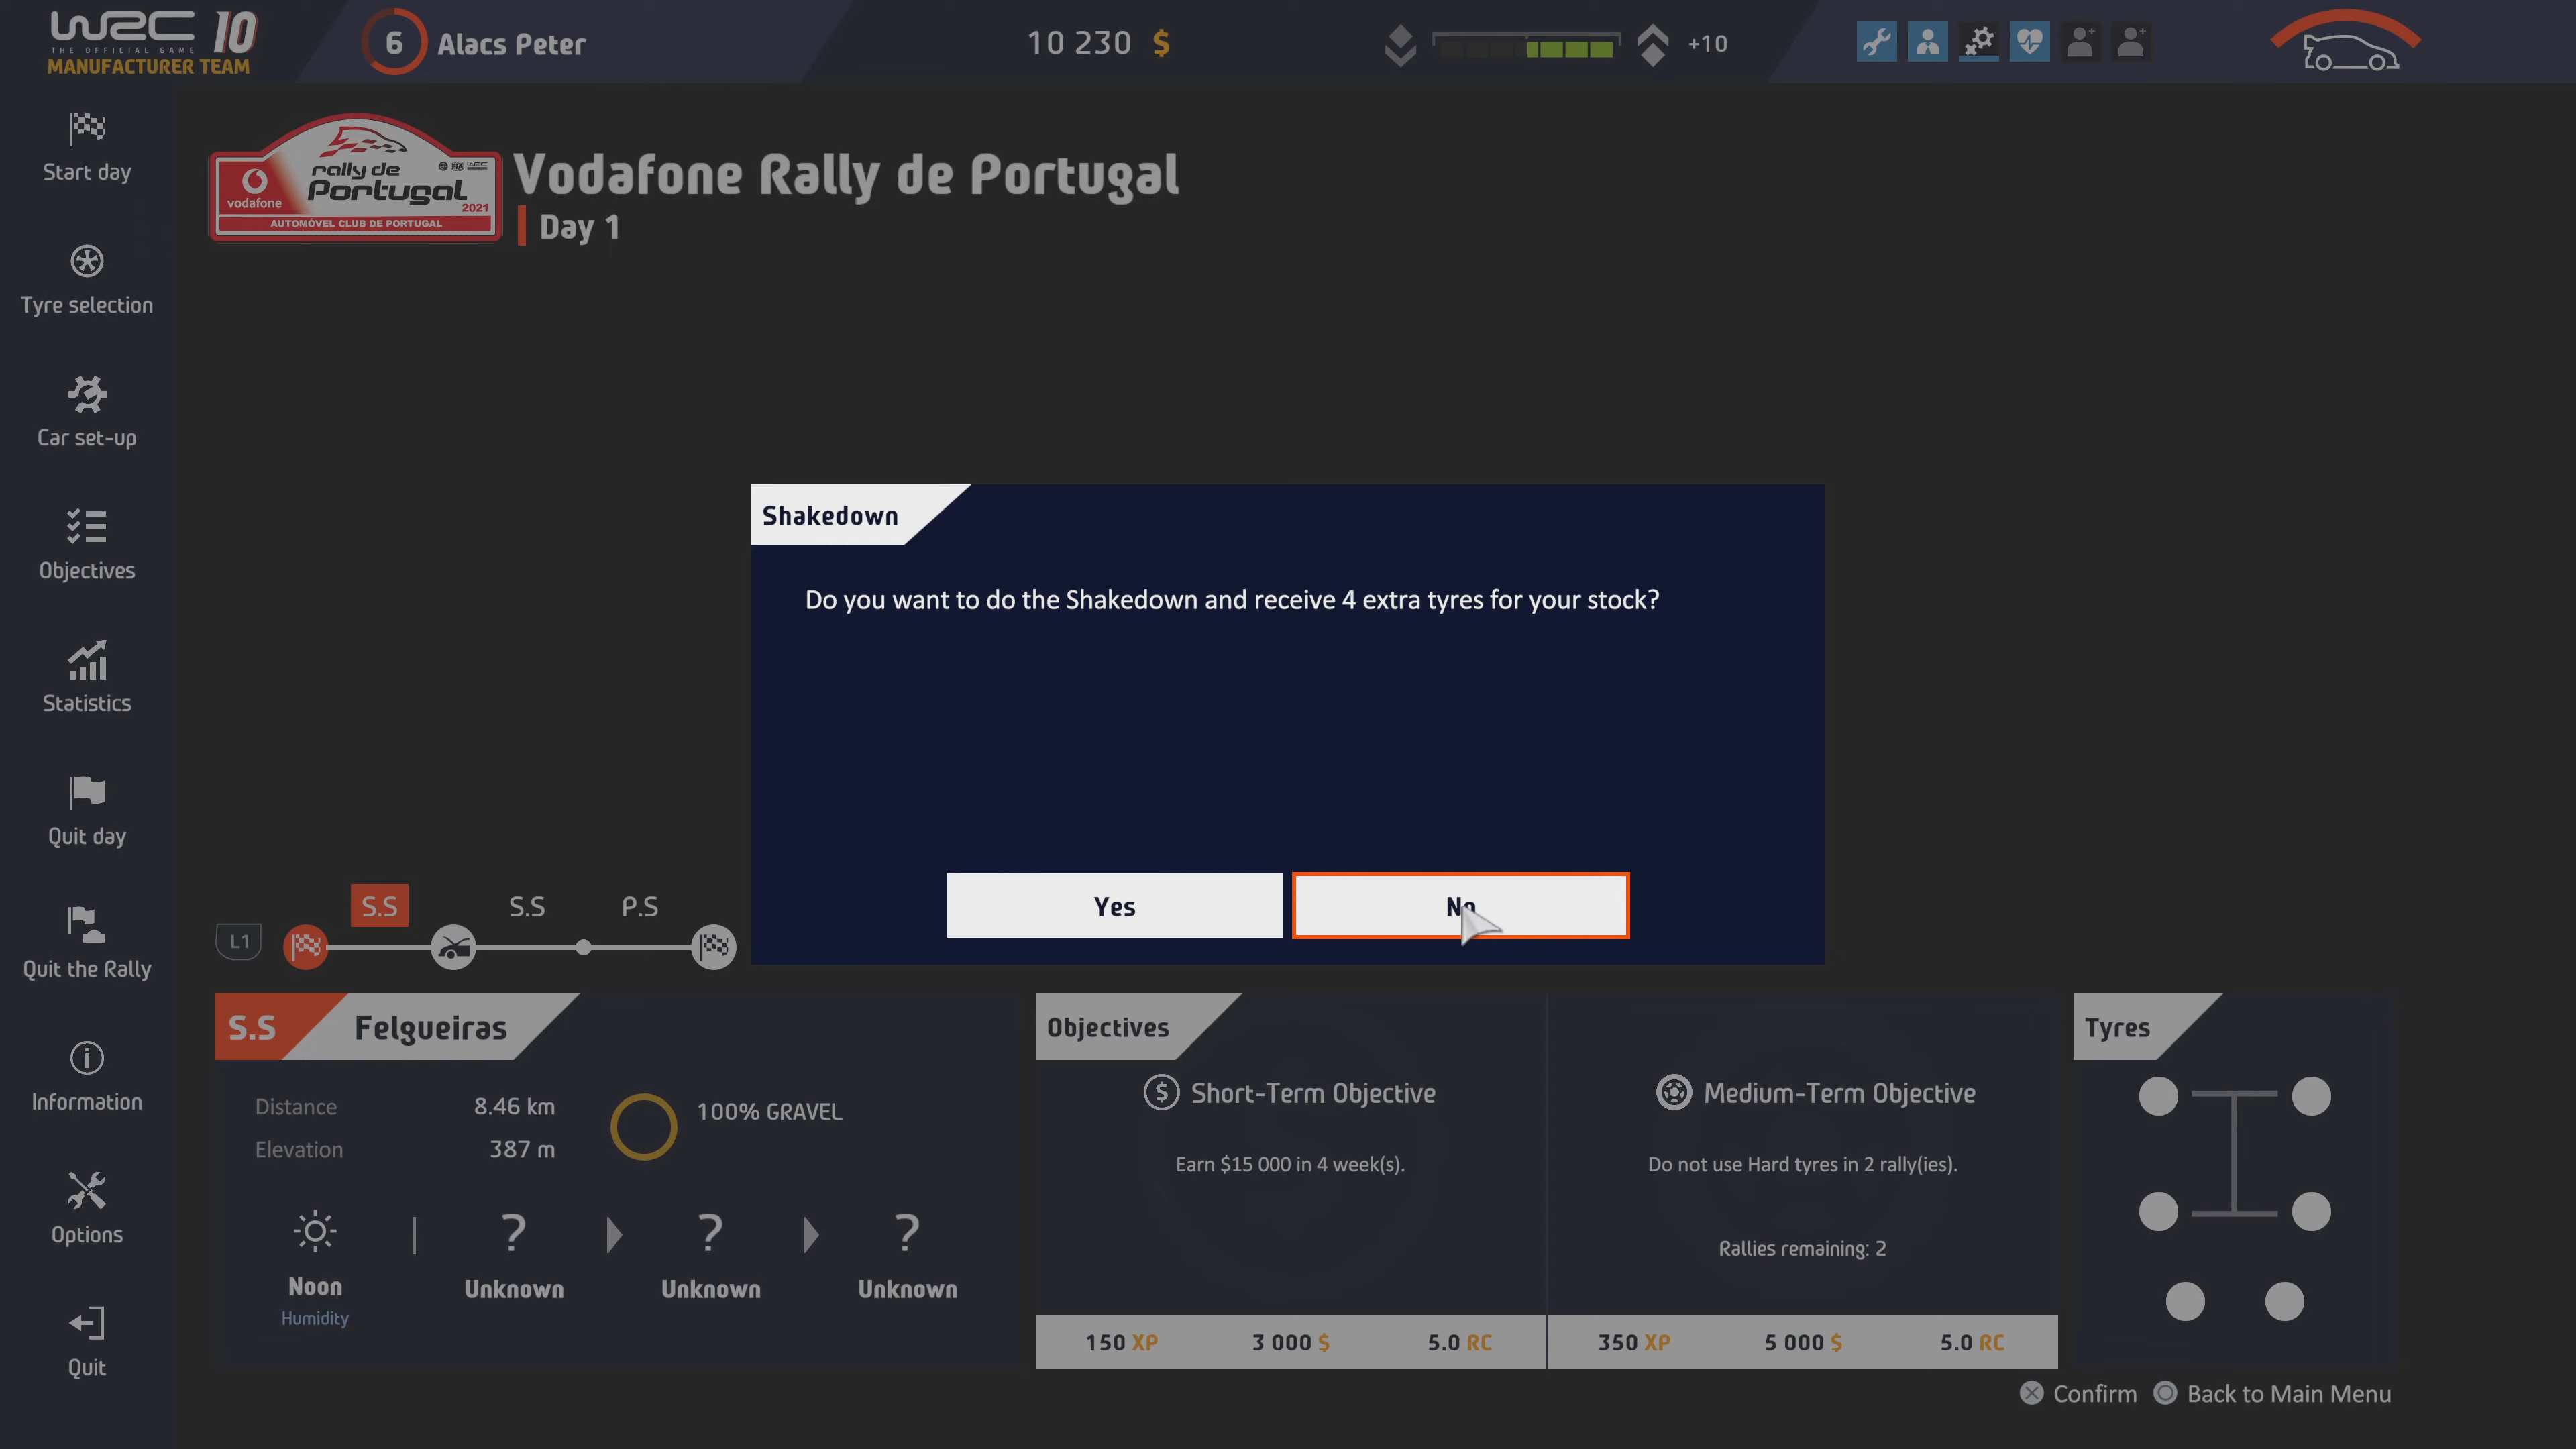 WRC 10
THE OFFICIAL GAME
MANUFACTURER TEAM
6 Alacs Peter
10 230 $
+10
Start day
Tyre selection
Car set-up
Objectives
Statistics
Quit day
Quit the Rally
Information
Options
Quit
vodafone
rally de
Portugal
2021
AUTOMÓVEL CLUB DE PORTUGAL
Vodafone Rally de Portugal
Day 1
Shakedown
Do you want to do the Shakedown and receive 4 extra tyres for your stock?
Yes
No
L1
S.S
S.S
P.S
S.S Felgueiras
Distance 8.46 km
Elevation 387 m
100% GRAVEL
Noon
Humidity
? Unknown
? Unknown
? Unknown
Objectives
Short-Term Objective
Earn $15 000 in 4 week(s).
150 XP 3 000 $ 5.0 RC
Medium-Term Objective
Do not use Hard tyres in 2 rally(ies).
Rallies remaining: 2
350 XP 5 000 $ 5.0 RC
Tyres
Confirm Back to Main Menu